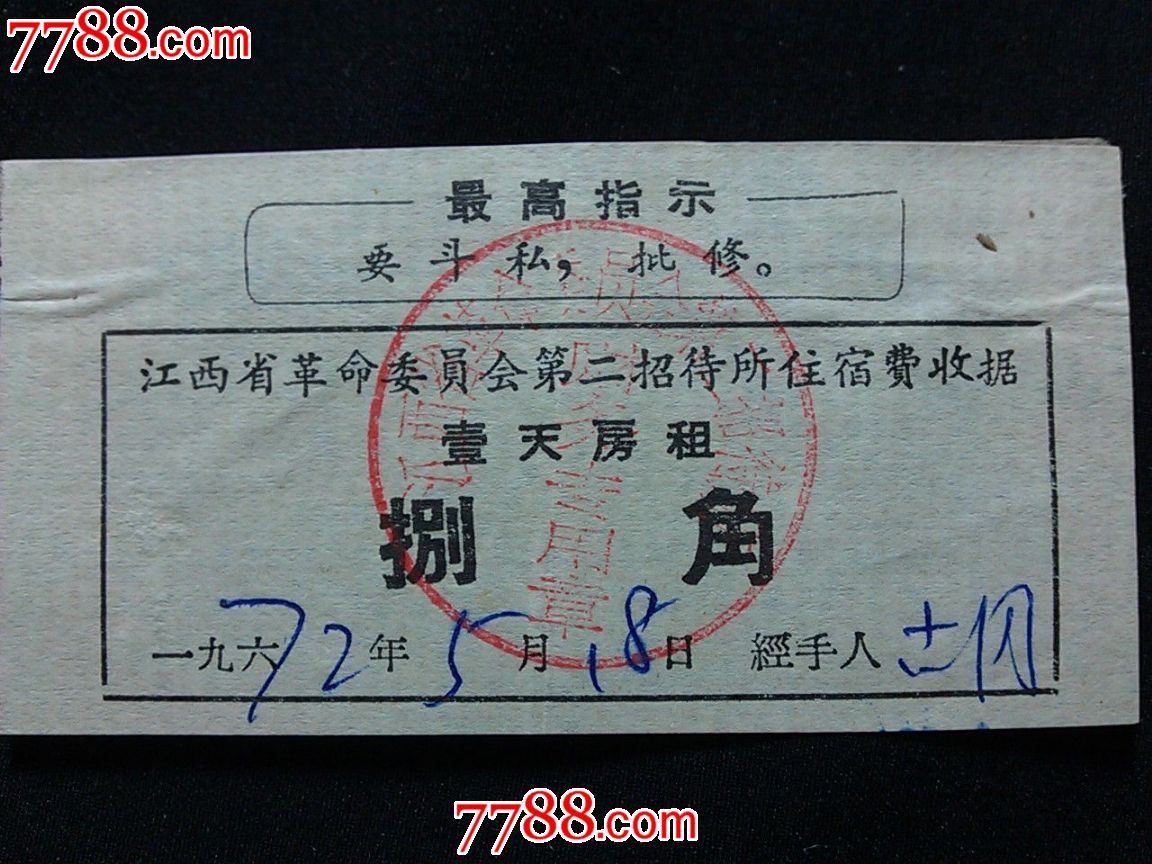 7788.com
7788.com
最高指示
要斗私，批修。
江西省革命委員会第二招待所住宿費收据
壹天房租
捌角
一九六72年5月18日 經手人
7788.com